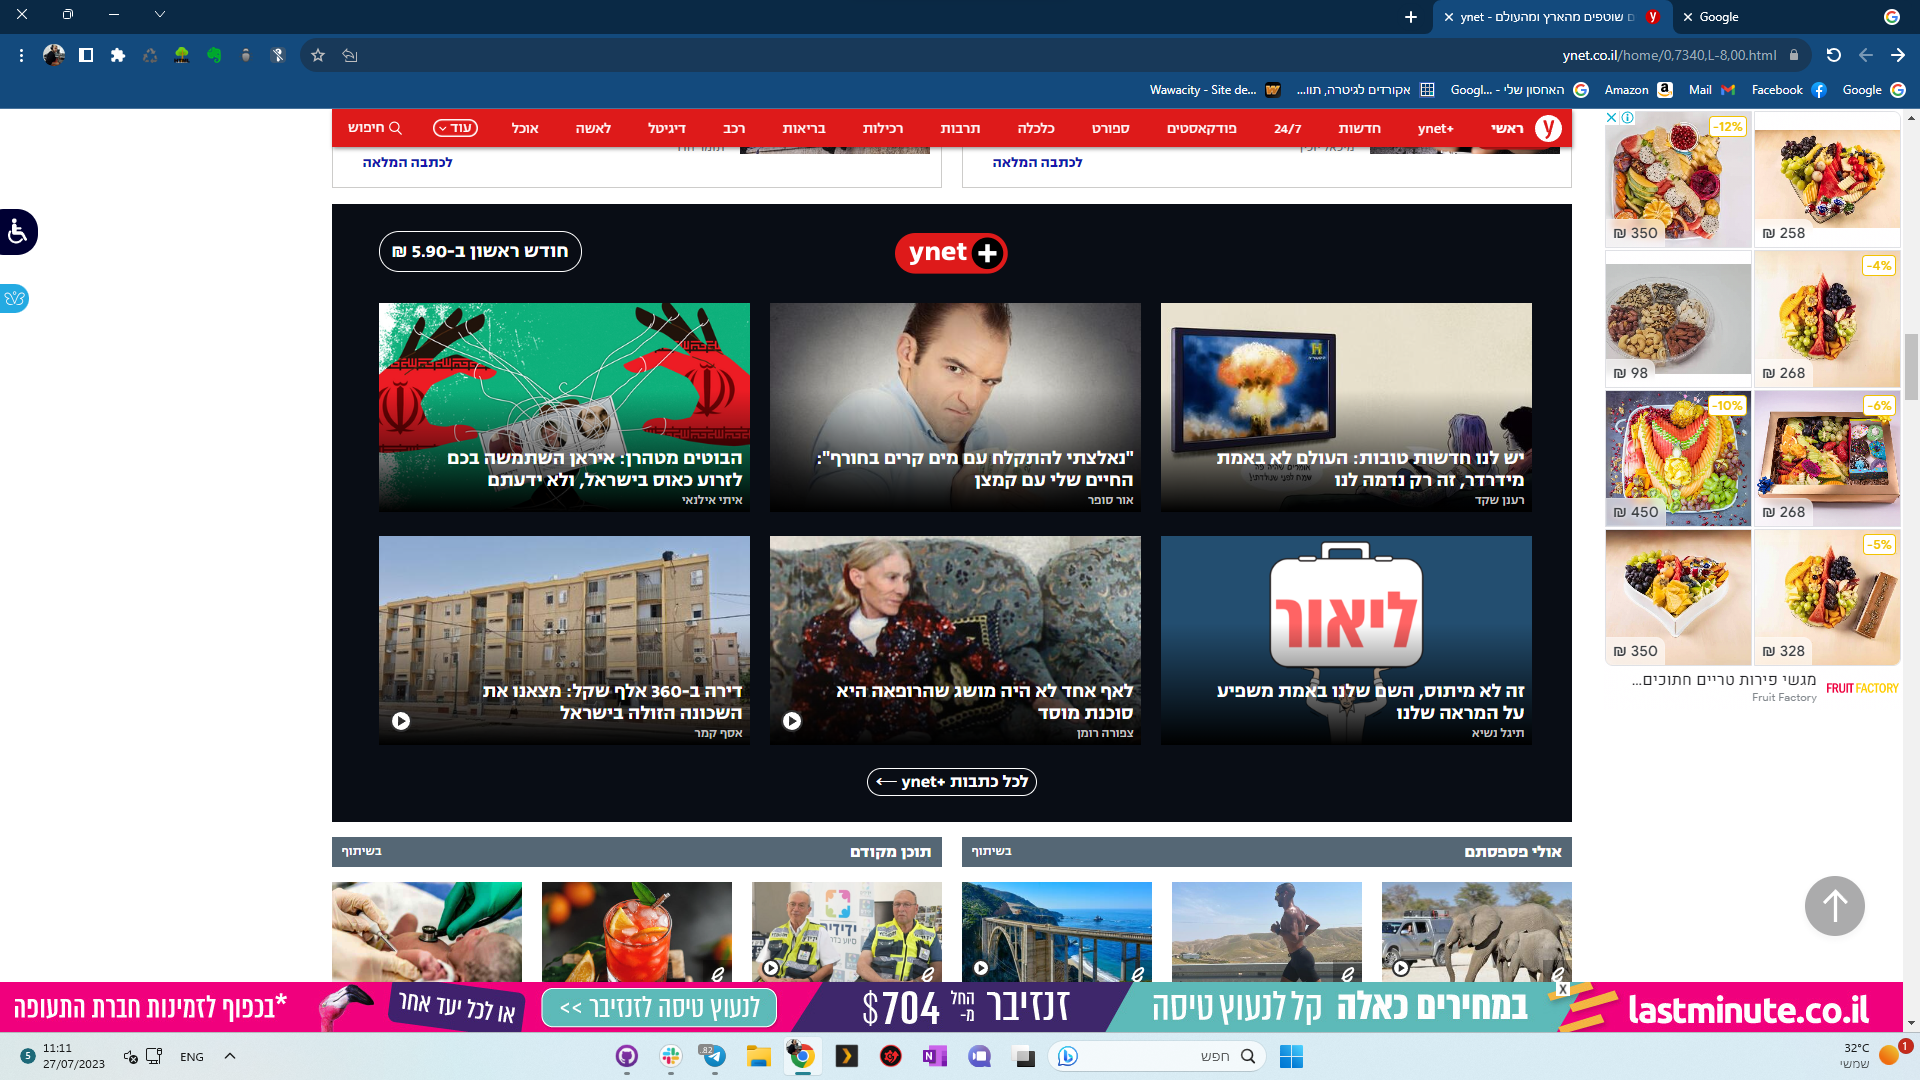 ynet - ם שוטפים מהארץ ומהעולם
Google
ynet.co.il/home/0,7340,L-8,00.html
Google
Facebook
Mail
Amazon
האחסון שלי - Googl...
אקורדים לגיטרה, תוו...
Wawacity - Site de...
ראשי
ynet+
חדשות
24/7
פודקאסטים
ספורט
כלכלה
תרבות
רכילות
בריאות
רכב
דיגיטל
לאשה
אוכל
עוד
חיפוש
לכתבה המלאה
לכתבה המלאה
ynet+
חודש ראשון ב-5.90 ₪
יש לנו חדשות טובות: העולם לא באמת
מידרדר, זה רק נדמה לנו
רענן שקד
"נאלצתי להתקלח עם מים קרים בחורף":
החיים שלי עם קמצן
אור סופר
הבוטים מטהרן: איראן השתמשה בכם
לזרוע כאוס בישראל, ולא ידעתם
איתי אילנאי
ליאור
זה לא מיתוס, השם שלנו באמת משפיע
על המראה שלנו
תיגל נשיא
לאף אחד לא היה מושג שהרופאה היא
סוכנת מוסד
צפורה רומן
דירה ב-360 אלף שקל: מצאנו את
השכונה הזולה בישראל
אסף קמר
לכל כתבות ynet+
אולי פספסתם
בשיתוף
תוכן מקודם
בשיתוף
ידידים
סיוע בדרכים
-12%
₪ 350
₪ 258
₪ 98
-4%
₪ 268
-10%
₪ 450
-6%
₪ 268
₪ 350
-5%
₪ 328
מגשי פירות טריים חתוכים...
Fruit Factory
FRUIT FACTORY
X
lastminute.co.il
במחירים כאלה קל לנעוץ טיסה
זנזיבר החל מ- $704
לנעוץ טיסה לזנזיבר >>
או לכל יעד אחר
*בכפוף לזמינות חברת התעופה
32°C
שמשי
1
חפש
82
ENG
11:11
27/07/2023
5